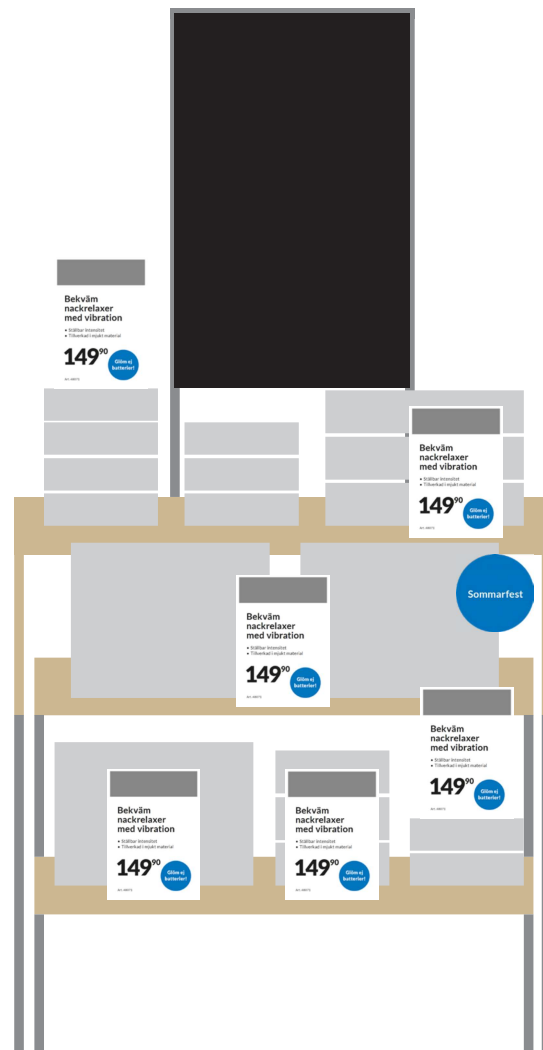 Bekväm
nackrelaxer
med vibration
• Ställbar intensitet
• Tillverkad i mjukt material
149⁹⁰
Glöm ej
batterier!
Bekväm
nackrelaxer
med vibration
• Ställbar intensitet
• Tillverkad i mjukt material
149⁹⁰
Glöm ej
batterier!
Bekväm
nackrelaxer
med vibration
• Ställbar intensitet
• Tillverkad i mjukt material
149⁹⁰
Glöm ej
batterier!
Sommarfest
Bekväm
nackrelaxer
med vibration
• Ställbar intensitet
• Tillverkad i mjukt material
149⁹⁰
Glöm ej
batterier!
Bekväm
nackrelaxer
med vibration
• Ställbar intensitet
• Tillverkad i mjukt material
149⁹⁰
Glöm ej
batterier!
Bekväm
nackrelaxer
med vibration
• Ställbar intensitet
• Tillverkad i mjukt material
149⁹⁰
Glöm ej
batterier!